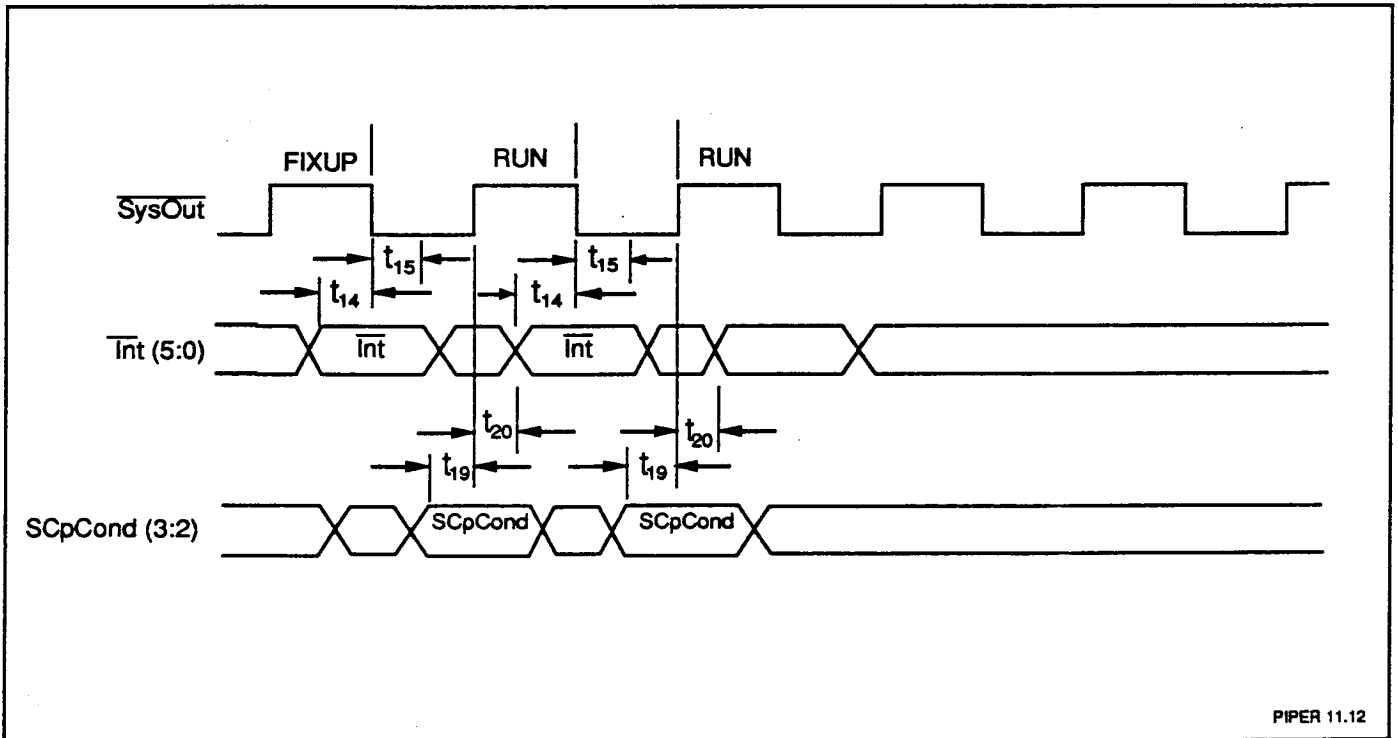 FIXUP RUN RUN
SysOut
t15 t15
t14 t14
Int (5:0) Int Int
t20 t20
t19 t19
SCpCond (3:2) SCpCond SCpCond
PIPER 11.12